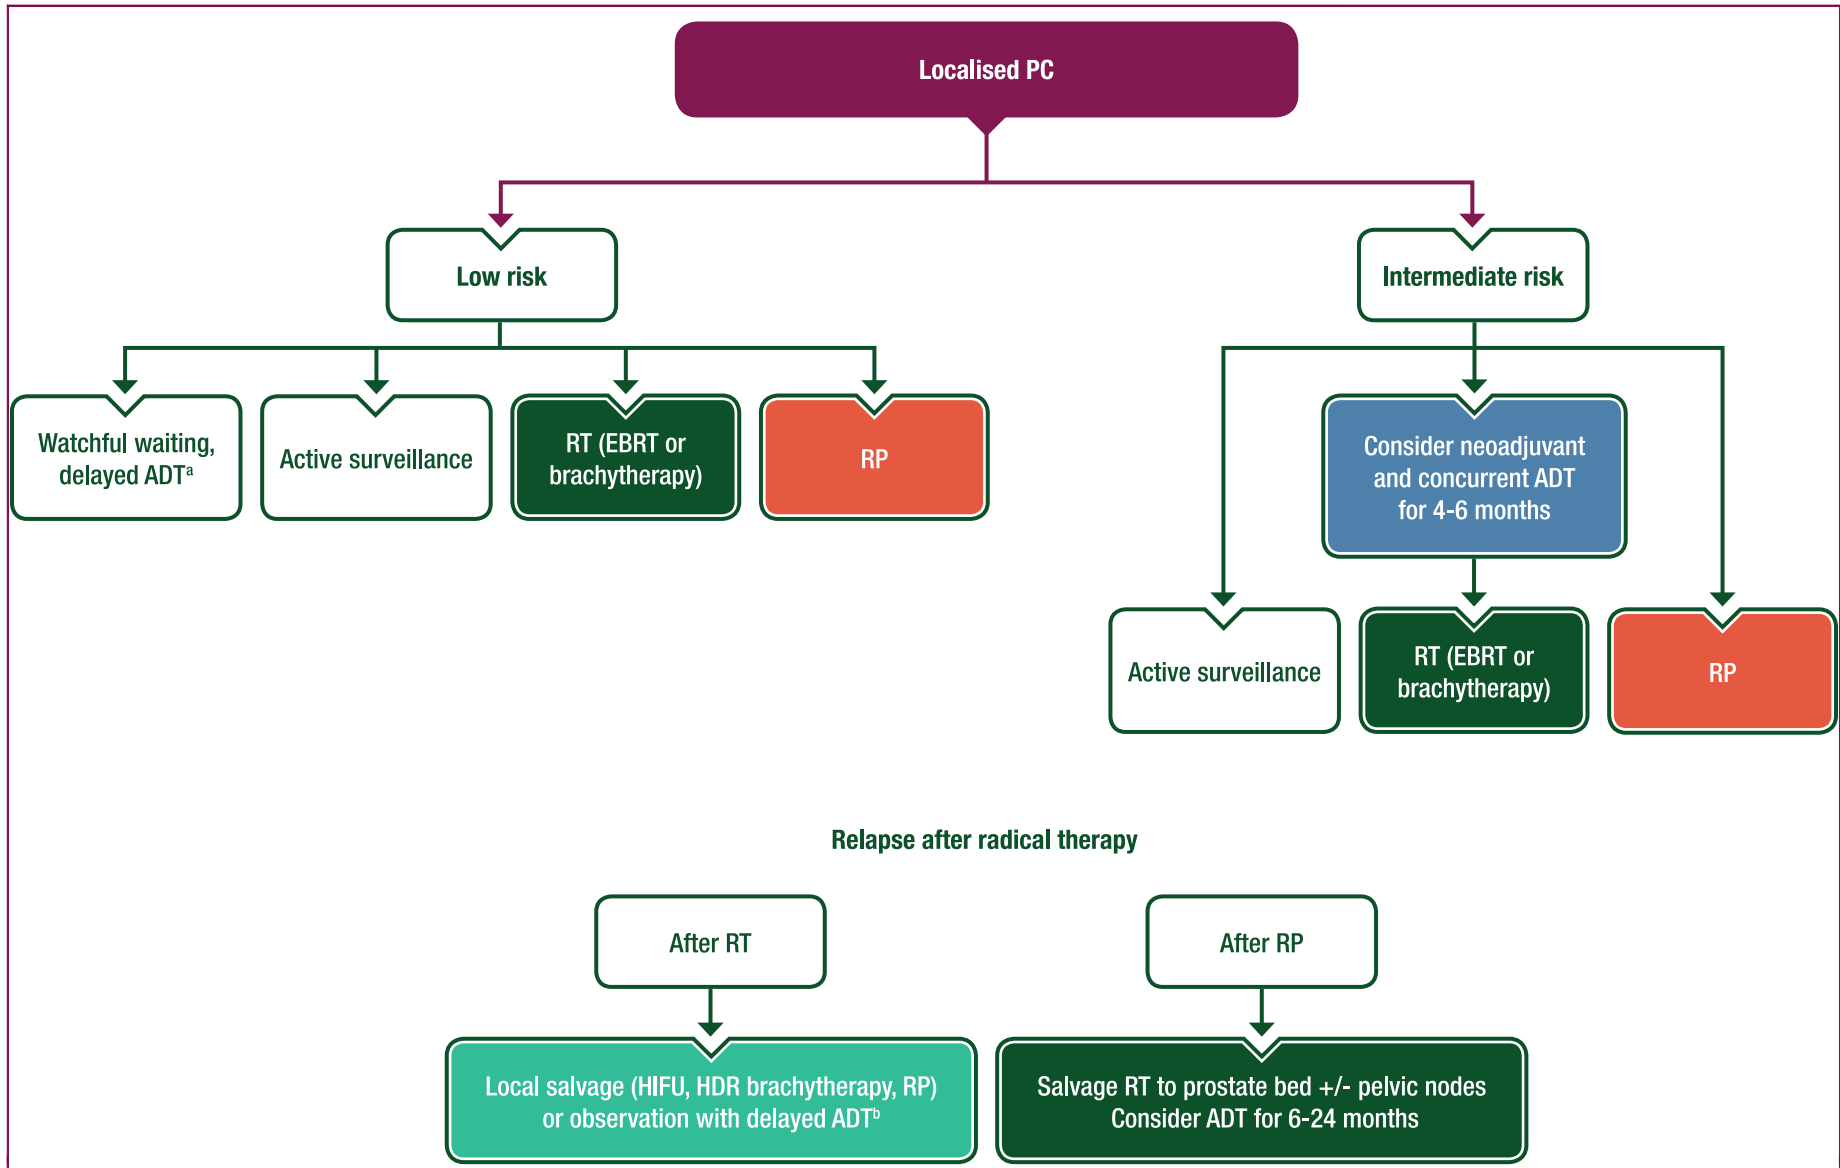 Localised PC
Low risk
Intermediate risk
Watchful waiting,
delayed ADTᵃ
Active surveillance
RT (EBRT or
brachytherapy)
RP
Consider neoadjuvant
and concurrent ADT
for 4-6 months
Active surveillance
RT (EBRT or
brachytherapy)
RP
Relapse after radical therapy
After RT
After RP
Local salvage (HIFU, HDR brachytherapy, RP)
or observation with delayed ADTᵇ
Salvage RT to prostate bed +/- pelvic nodes
Consider ADT for 6-24 months